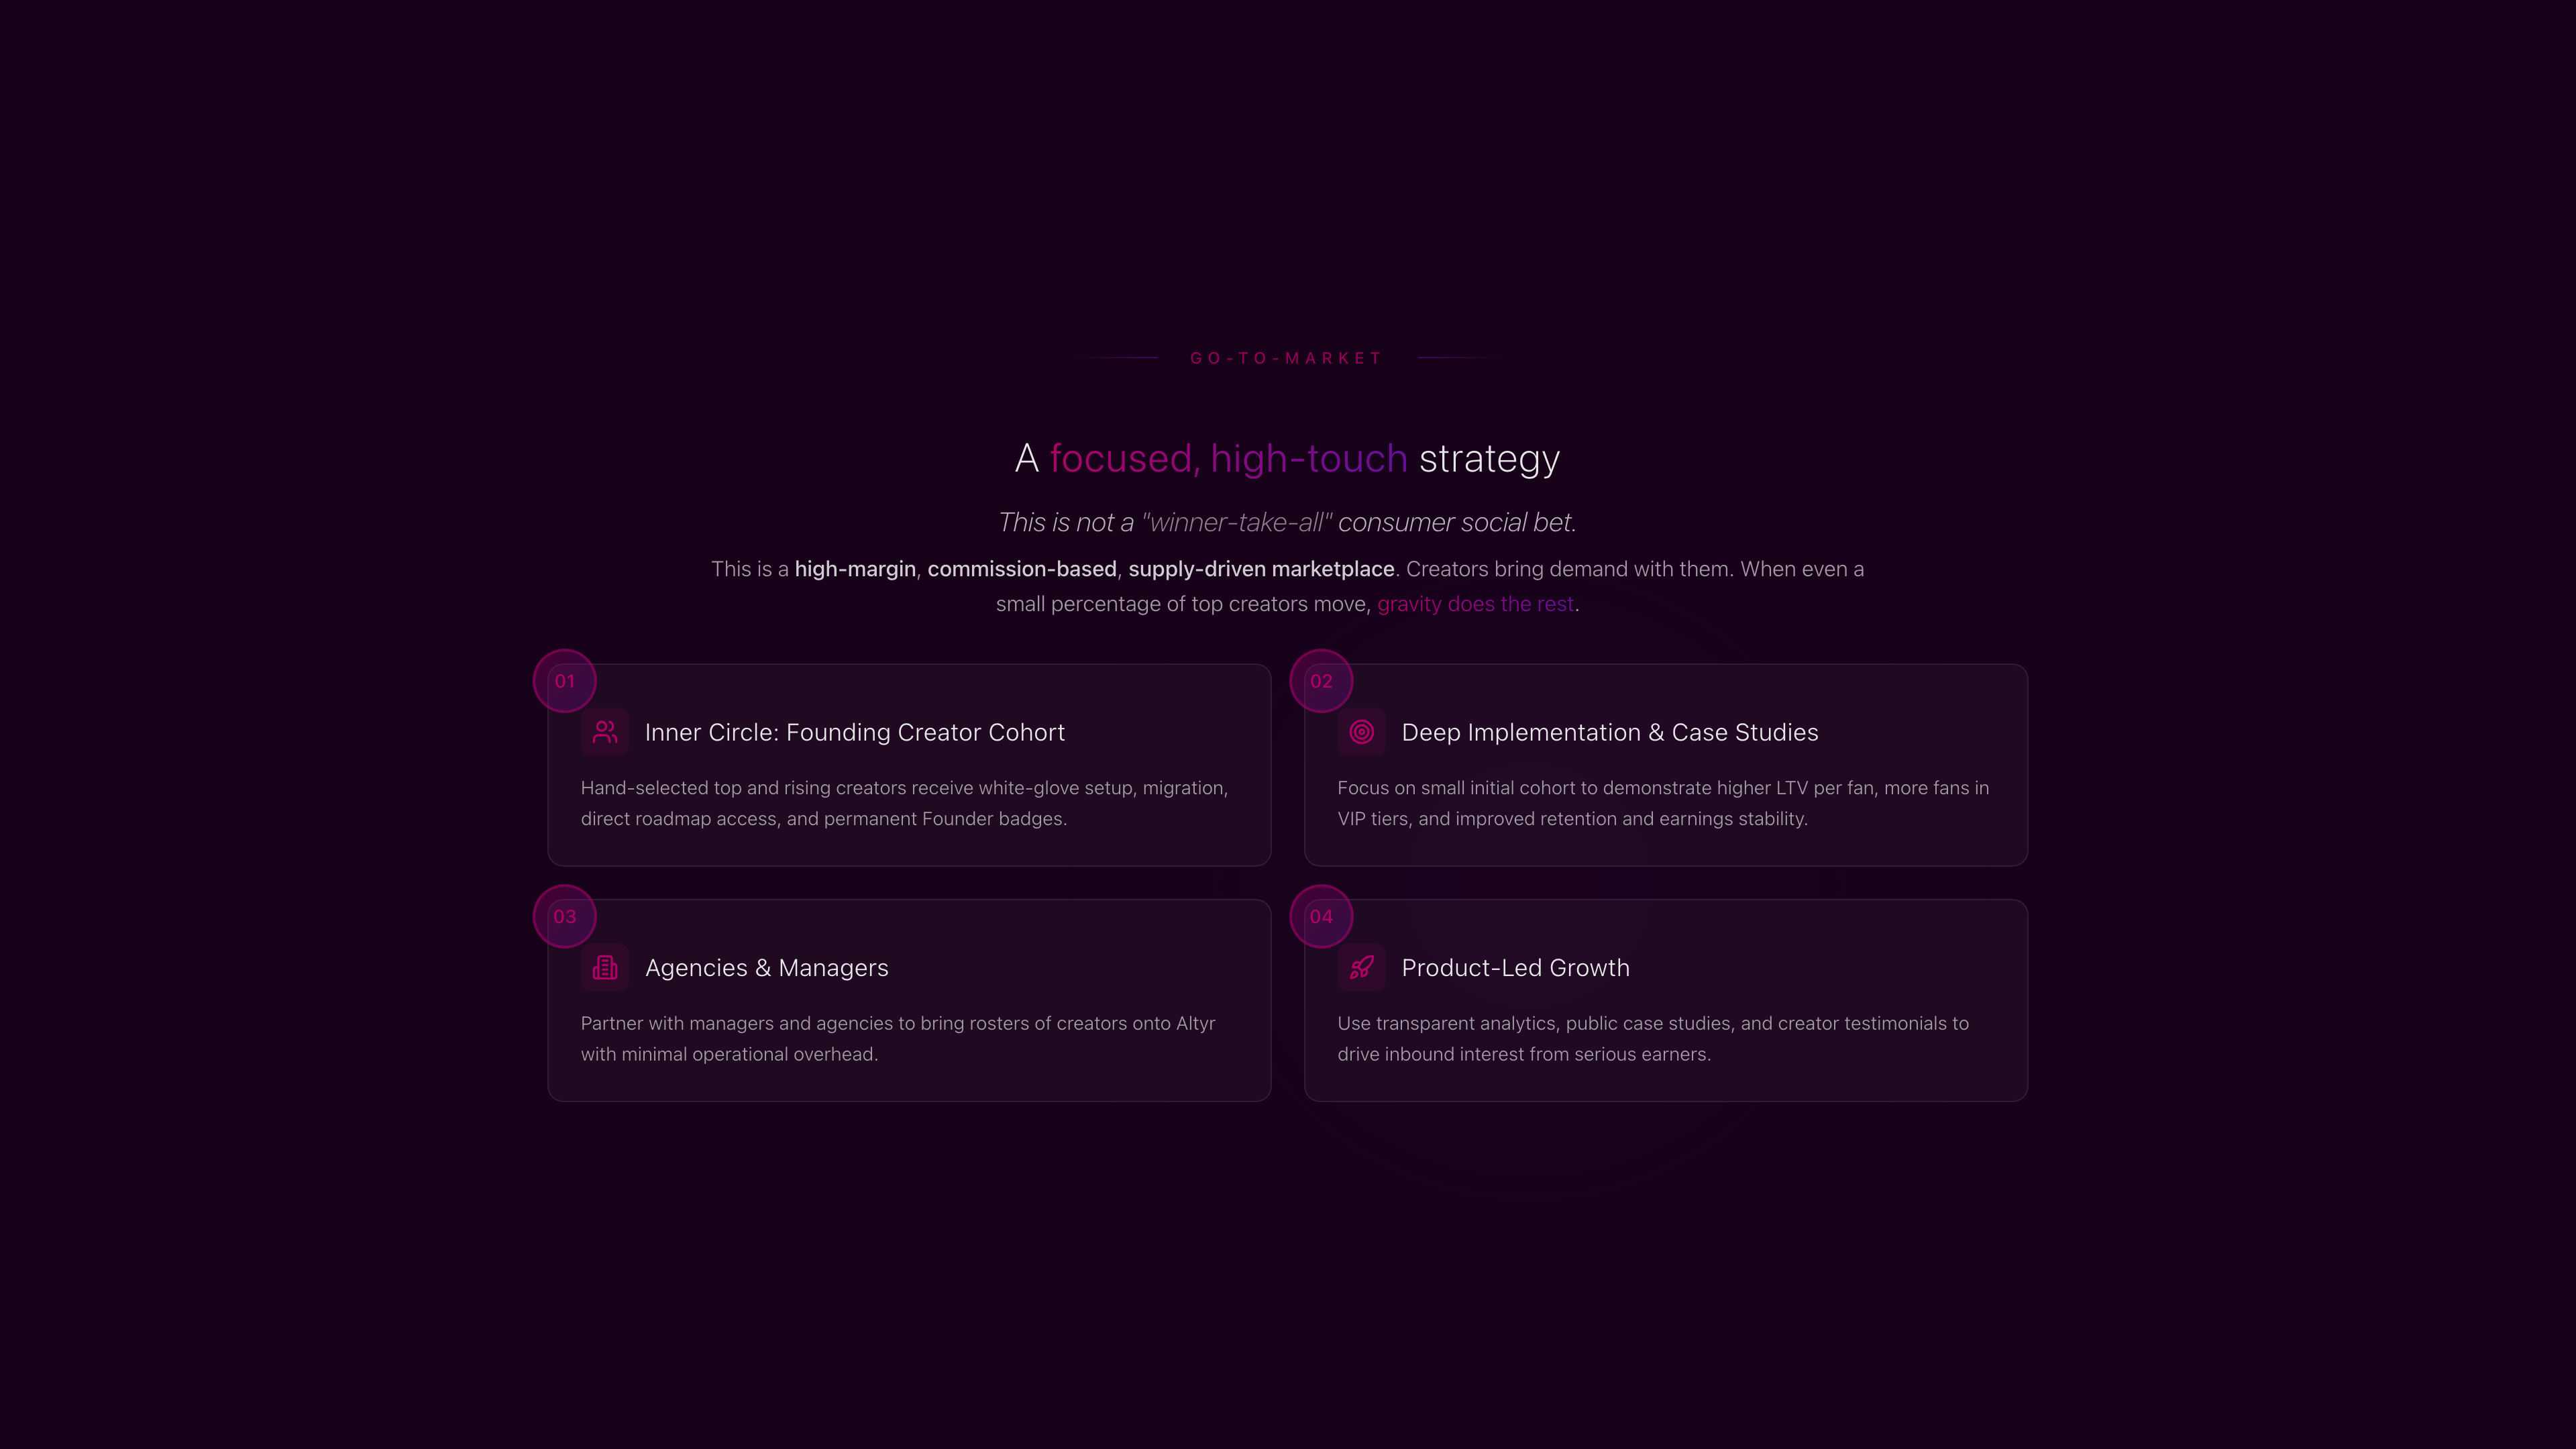 GO-TO-MARKET
A focused, high-touch strategy
This is not a "winner-take-all" consumer social bet.
This is a high-margin, commission-based, supply-driven marketplace. Creators bring demand with them. When even a
small percentage of top creators move, gravity does the rest.
01
Inner Circle: Founding Creator Cohort
Hand-selected top and rising creators receive white-glove setup, migration,
direct roadmap access, and permanent Founder badges.
02
Deep Implementation & Case Studies
Focus on small initial cohort to demonstrate higher LTV per fan, more fans in
VIP tiers, and improved retention and earnings stability.
03
Agencies & Managers
Partner with managers and agencies to bring rosters of creators onto Altyr
with minimal operational overhead.
04
Product-Led Growth
Use transparent analytics, public case studies, and creator testimonials to
drive inbound interest from serious earners.